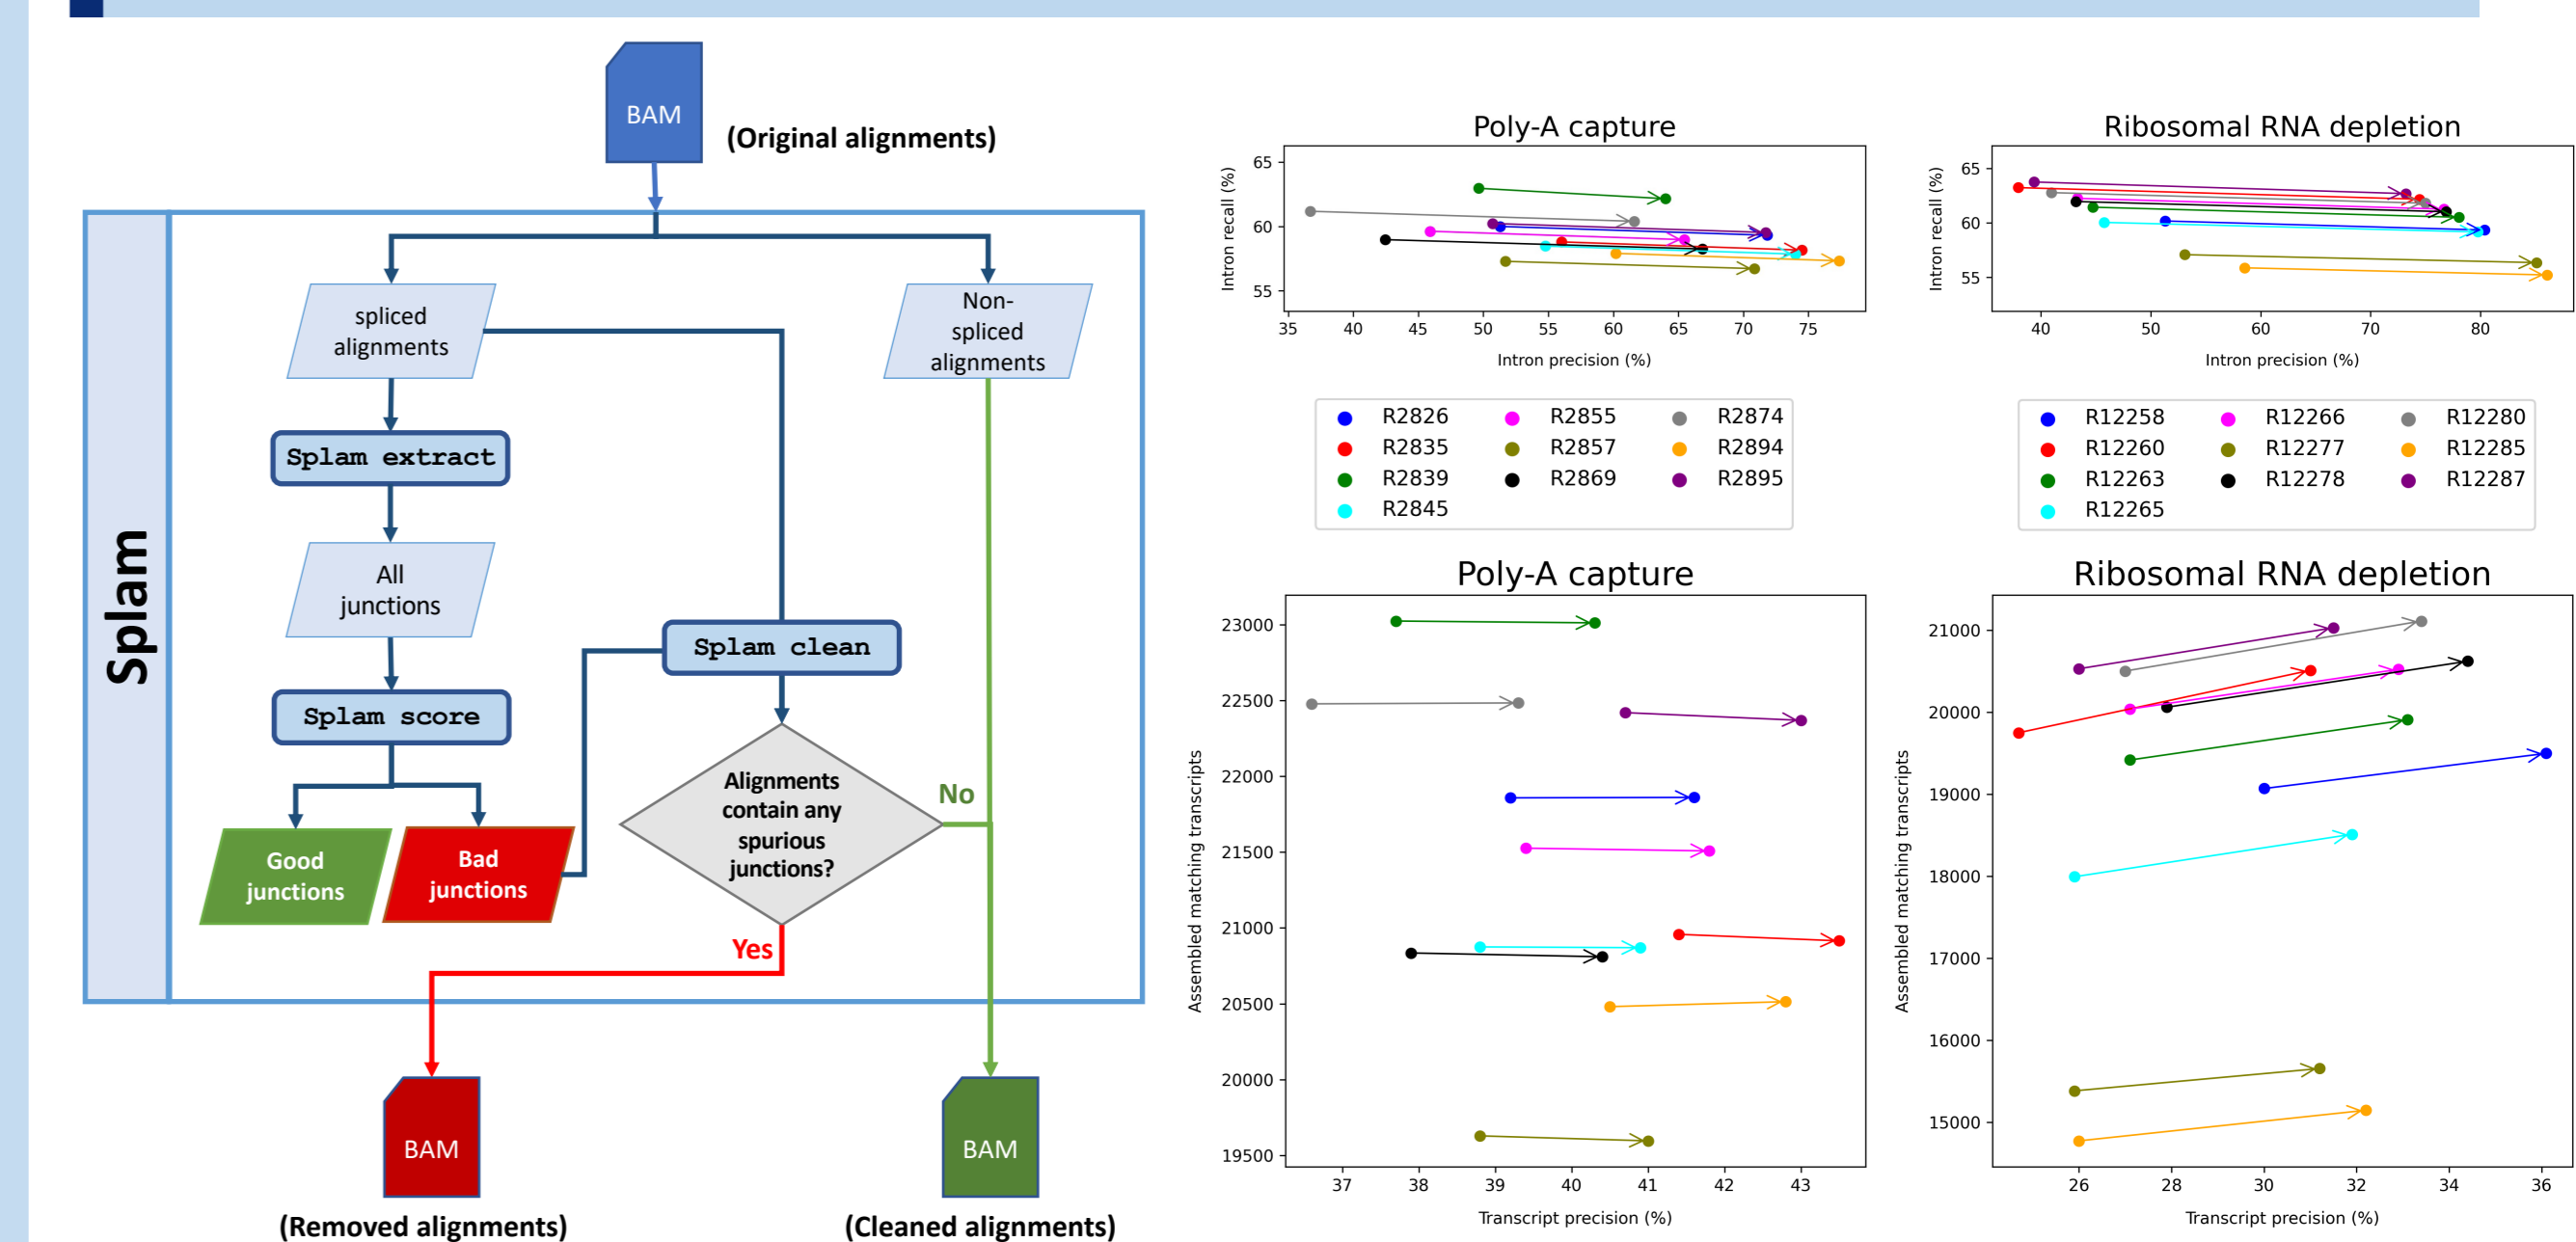 BAM
(Original alignments)
Splam
spliced
alignments
Non-
spliced
alignments
Splam extract
All
junctions
Splam clean
Splam score
Alignments
contain any
spurious
junctions?
No
Good
junctions
Bad
junctions
Yes
BAM
BAM
(Removed alignments)
(Cleaned alignments)
Poly-A capture
Intron recall (%)
65
60
55
35 40 45 50 55 60 65 70 75
Intron precision (%)
Ribosomal RNA depletion
Intron recall (%)
65
60
55
40 50 60 70 80
Intron precision (%)
R2826 R2855 R2874
R2835 R2857 R2894
R2839 R2869 R2895
R2845
R12258 R12266 R12280
R12260 R12277 R12285
R12263 R12278 R12287
R12265
Poly-A capture
Assembled matching transcripts
23000
22500
22000
21500
21000
20500
20000
19500
37 38 39 40 41 42 43
Transcript precision (%)
Ribosomal RNA depletion
Assembled matching transcripts
21000
20000
19000
18000
17000
16000
15000
26 28 30 32 34 36
Transcript precision (%)